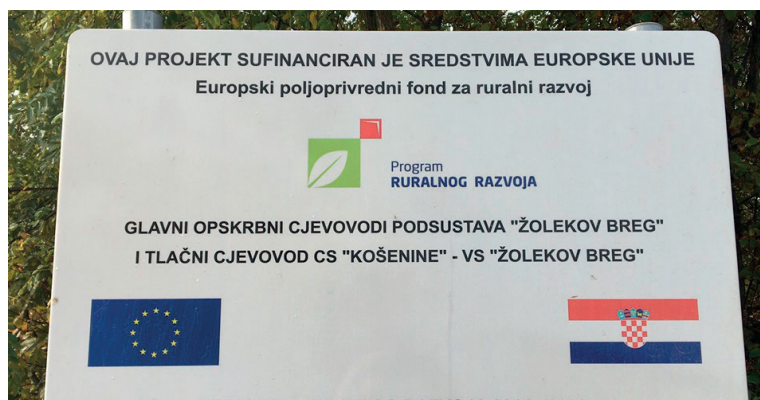 OVAJ PROJEKT SUFINANCIRAN JE SREDSTVIMA EUROPSKE UNIJE
Europski poljoprivredni fond za ruralni razvoj
Program
RURALNOG RAZVOJA
GLAVNI OPSKRBNI CJEVOVODI PODSUSTAVA "ŽOLEKOV BREG"
I TLAČNI CJEVOVOD CS "KOŠENINE" - VS "ŽOLEKOV BREG"